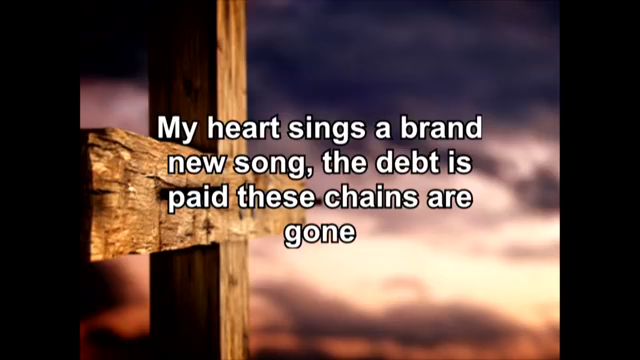 My heart sings a brand
new song, the debt is
paid these chains are
gone